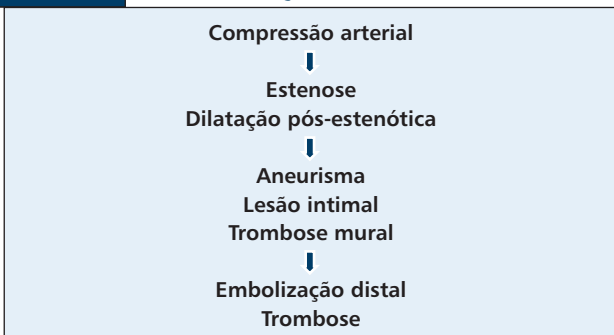 Compressão arterial
Estenose
Dilatação pós-estenótica
Aneurisma
Lesão intimal
Trombose mural
Embolização distal
Trombose